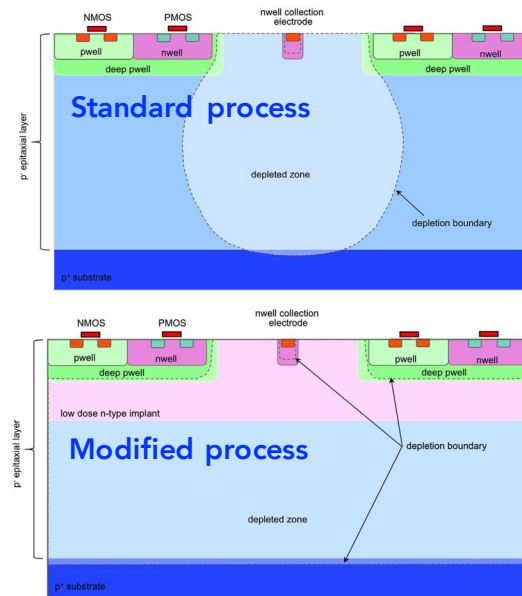 NMOS PMOS nwell collection electrode
pwell nwell pwell nwell
deep pwell deep pwell
Standard process
p⁻ epitaxial layer
depleted zone
depletion boundary
p⁺ substrate
NMOS PMOS nwell collection electrode
pwell nwell pwell nwell
deep pwell deep pwell
low dose n-type implant
Modified process
depletion boundary
p⁻ epitaxial layer
depleted zone
p⁺ substrate